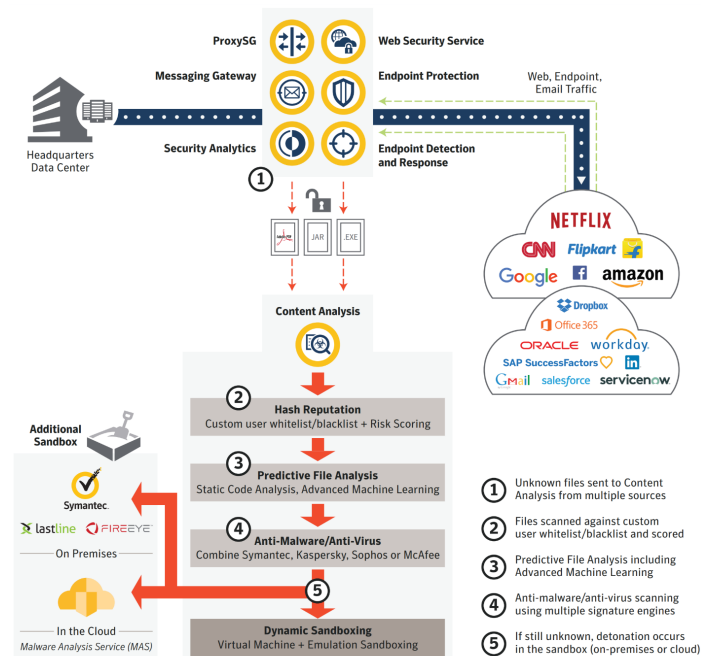 ProxySG
Web Security Service
Messaging Gateway
Endpoint Protection
Security Analytics
Endpoint Detection
and Response
Web, Endpoint,
Email Traffic
Headquarters
Data Center
1
JAR
.EXE
NETFLIX
CNN Flipkart
Google f amazon
Dropbox
Office 365
ORACLE workday.
SAP SuccessFactors in
GMail salesforce servicenow
Content Analysis
2
Hash Reputation
Custom user whitelist/blacklist + Risk Scoring
3
Predictive File Analysis
Static Code Analysis, Advanced Machine Learning
4
Anti-Malware/Anti-Virus
Combine Symantec, Kaspersky, Sophos or McAfee
5
Dynamic Sandboxing
Virtual Machine + Emulation Sandboxing
Additional
Sandbox
Symantec.
lastline FIREEYE
On Premises
In the Cloud
Malware Analysis Service (MAS)
1 Unknown files sent to Content
Analysis from multiple sources
2 Files scanned against custom
user whitelist/blacklist and scored
3 Predictive File Analysis including
Advanced Machine Learning
4 Anti-malware/anti-virus scanning
using multiple signature engines
5 If still unknown, detonation occurs
in the sandbox (on-premises or cloud)